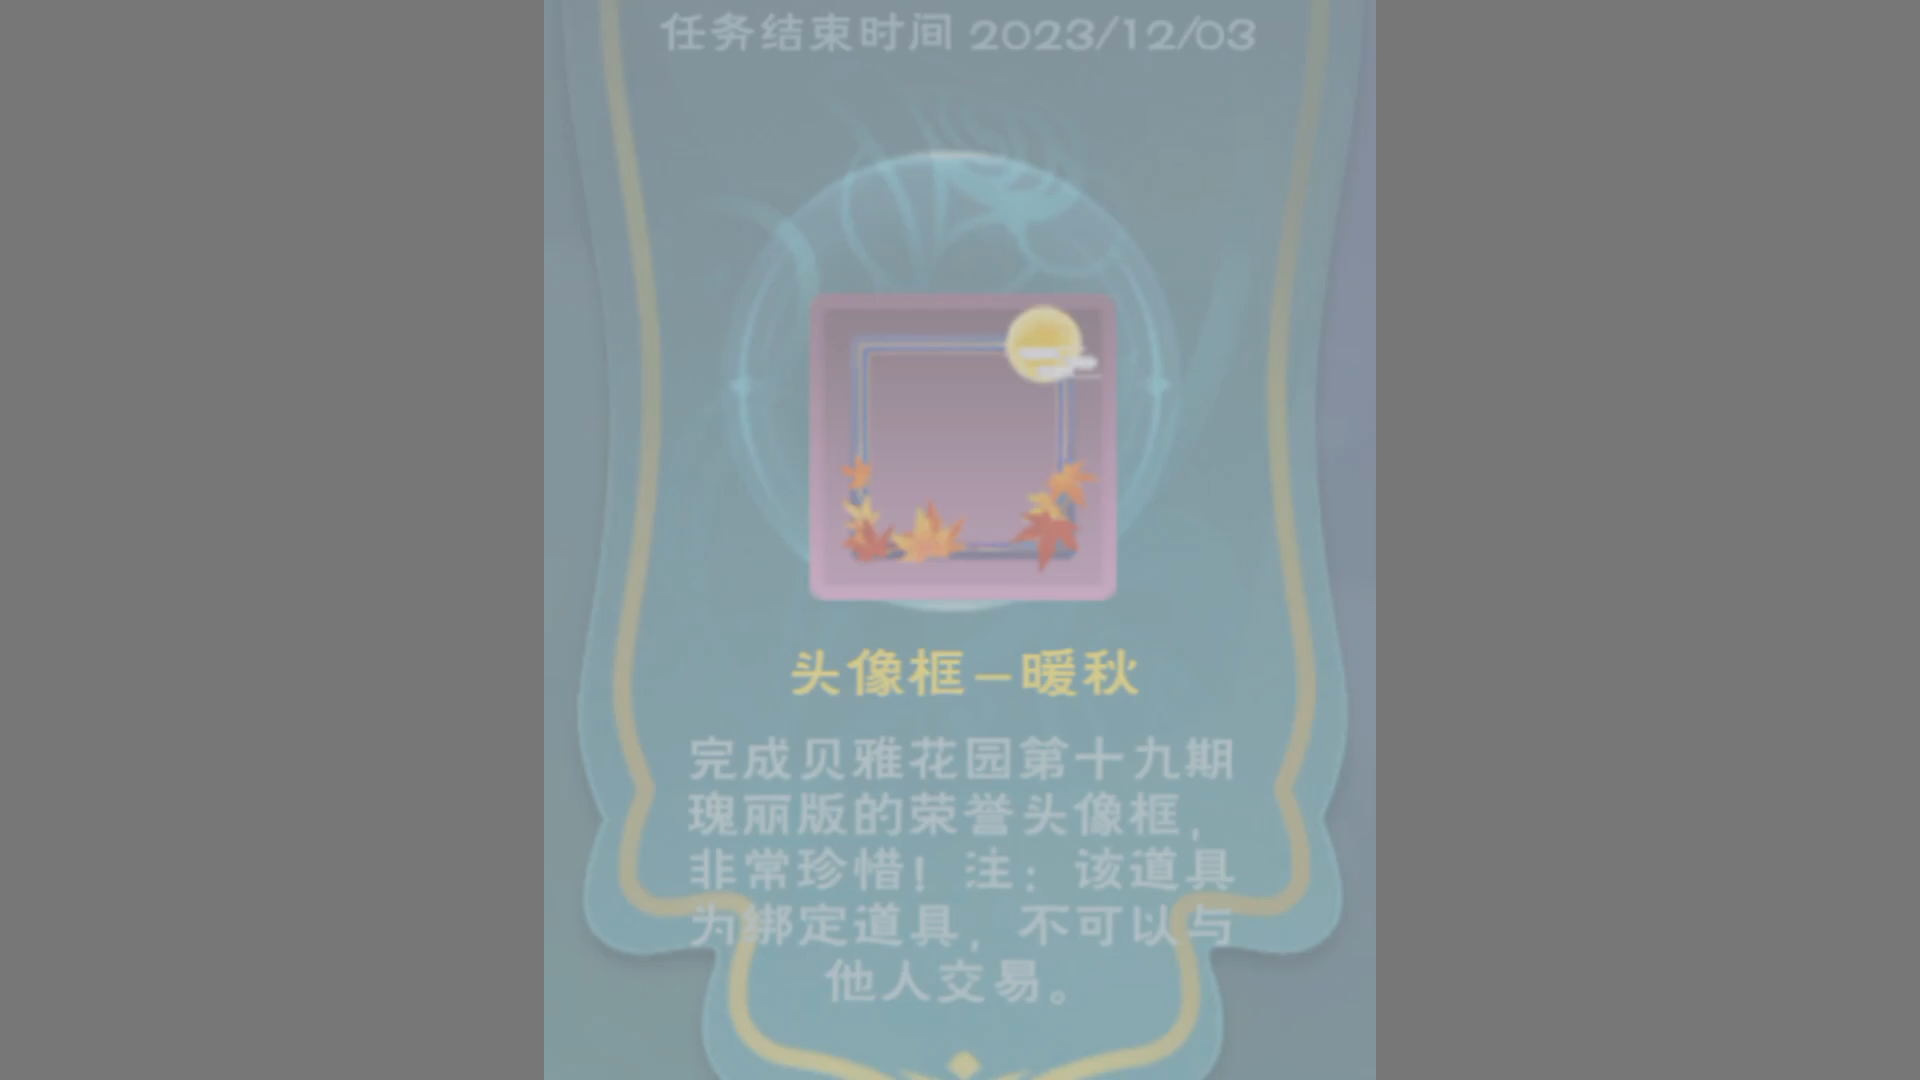 任务结束时间 2023/12/03
头像框–暖秋
完成贝雅花园第十九期
瑰丽版的荣誉头像框，
非常珍惜！注：该道具
为绑定道具，不可以与
他人交易。